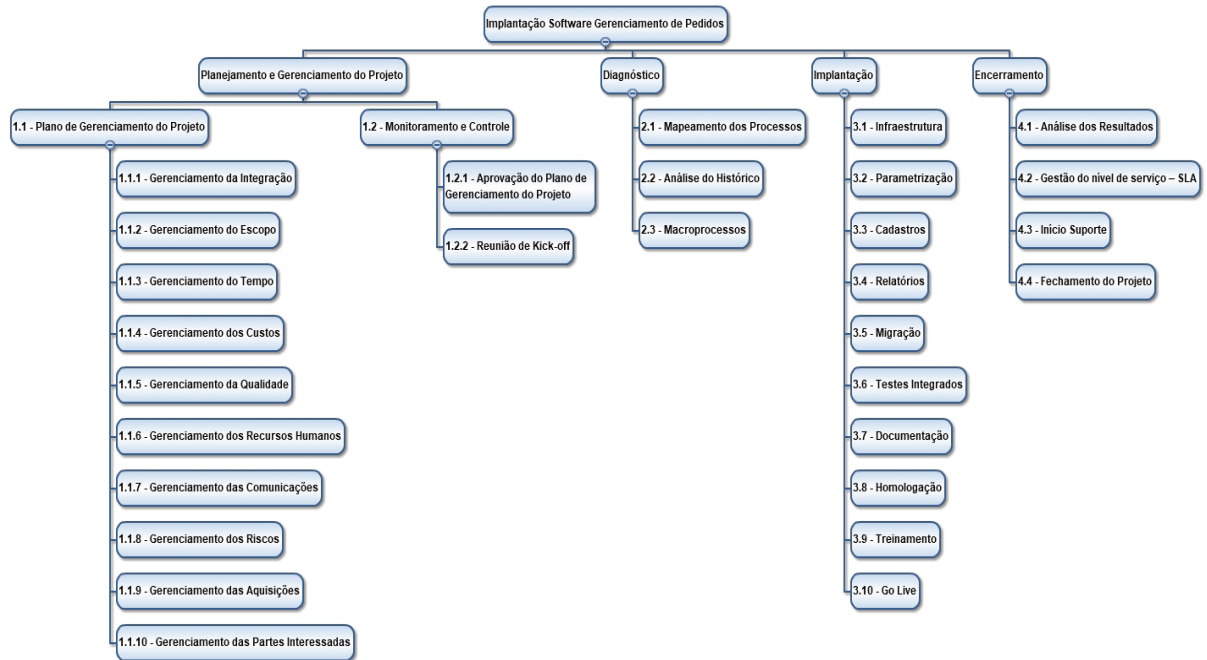 Implantação Software Gerenciamento de Pedidos
Planejamento e Gerenciamento do Projeto
Diagnóstico
Implantação
Encerramento
1.1 - Plano de Gerenciamento do Projeto
1.1.1 - Gerenciamento da Integração
1.1.2 - Gerenciamento do Escopo
1.1.3 - Gerenciamento do Tempo
1.1.4 - Gerenciamento dos Custos
1.1.5 - Gerenciamento da Qualidade
1.1.6 - Gerenciamento dos Recursos Humanos
1.1.7 - Gerenciamento das Comunicações
1.1.8 - Gerenciamento dos Riscos
1.1.9 - Gerenciamento das Aquisições
1.1.10 - Gerenciamento das Partes Interessadas
1.2 - Monitoramento e Controle
1.2.1 - Aprovação do Plano de
Gerenciamento do Projeto
1.2.2 - Reunião de Kick-off
2.1 - Mapeamento dos Processos
2.2 - Análise do Histórico
2.3 - Macroprocessos
3.1 - Infraestrutura
3.2 - Parametrização
3.3 - Cadastros
3.4 - Relatórios
3.5 - Migração
3.6 - Testes Integrados
3.7 - Documentação
3.8 - Homologação
3.9 - Treinamento
3.10 - Go Live
4.1 - Análise dos Resultados
4.2 - Gestão do nível de serviço – SLA
4.3 - Início Suporte
4.4 - Fechamento do Projeto